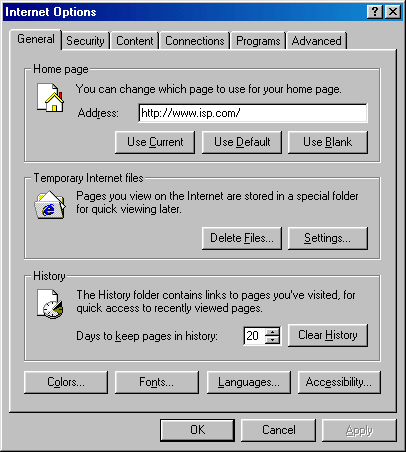 Internet Options
General Security Content Connections Programs Advanced
Home page
You can change which page to use for your home page.
Address: http://www.isp.com/
Use Current Use Default Use Blank
Temporary Internet files
Pages you view on the Internet are stored in a special folder
for quick viewing later.
Delete Files... Settings...
History
The History folder contains links to pages you've visited, for
quick access to recently viewed pages.
Days to keep pages in history: 20 Clear History
Colors... Fonts... Languages... Accessibility...
OK Cancel Apply